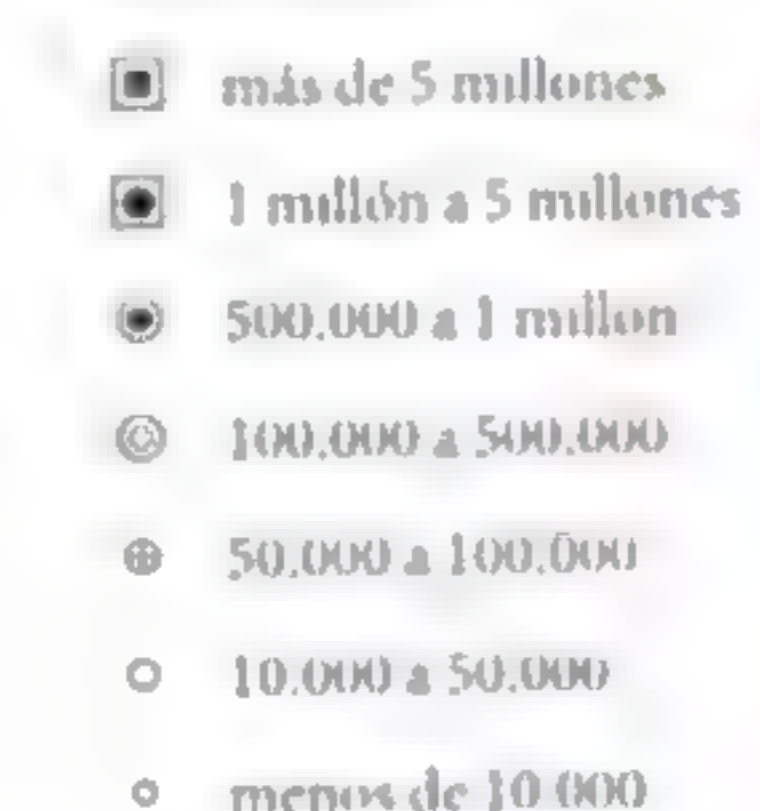 más de 5 millones
1 millón a 5 millones
500.000 a 1 millon
100.000 a 500.000
50.000 a 100.000
10.000 a 50.000
menos de 10 000